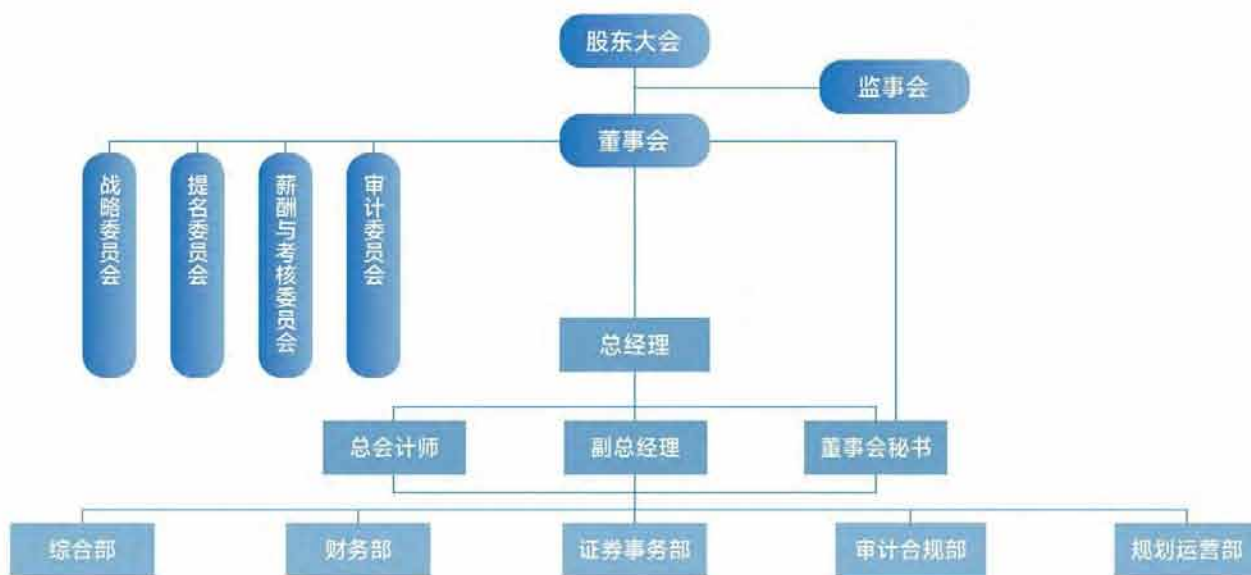 股东大会
监事会
董事会
战略委员会
提名委员会
薪酬与考核委员会
审计委员会
总经理
总会计师
副总经理
董事会秘书
综合部
财务部
证券事务部
审计合规部
规划运营部